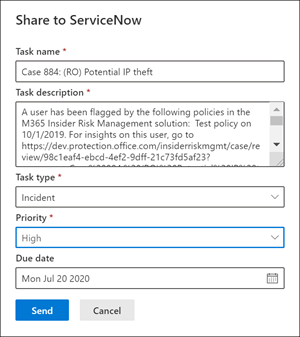 Share to ServiceNow
Task name *
Case 884: (RO) Potential IP theft
Task description *
A user has been flagged by the following policies in the
M365 Insider Risk Management solution: Test policy on
10/1/2019. For insights on this user, go to
https://dev.protection.office.com/insiderriskmgmt/case/re
view/98c1eaf4-ebcd-4ef2-9dff-21c73fd5af23?
Task type *
Incident
Priority *
High
Due date
Mon Jul 20 2020
Send
Cancel